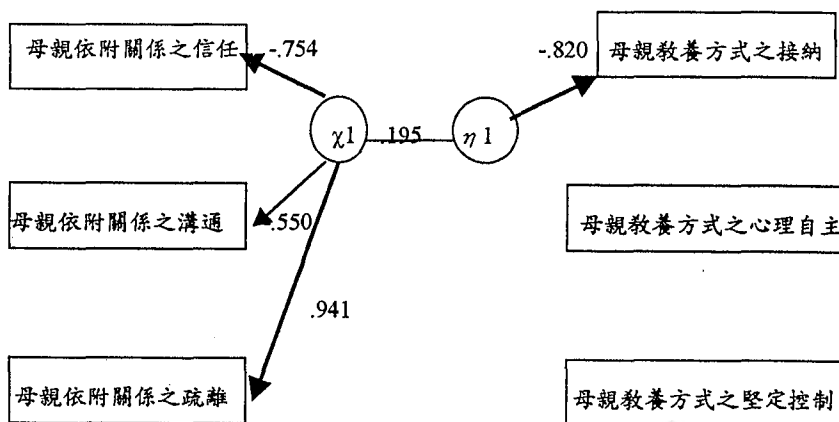 母親依附關係之信任
-.754
-.820
母親教養方式之接納
χ1
.195
η1
母親依附關係之溝通
-.550
母親教養方式之心理自主
.941
母親依附關係之疏離
母親教養方式之堅定控制